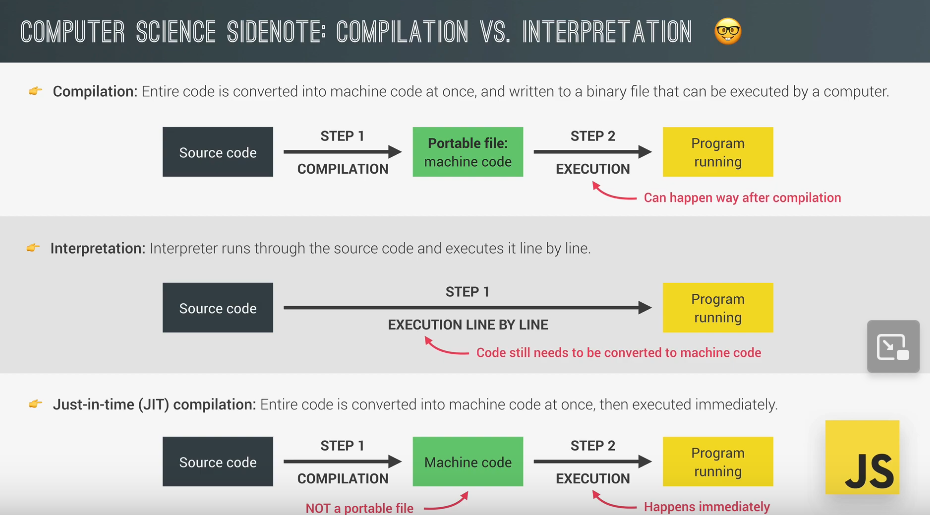 COMPUTER SCIENCE SIDENOTE: COMPILATION VS. INTERPRETATION
Compilation: Entire code is converted into machine code at once, and written to a binary file that can be executed by a computer.
Source code
STEP 1
COMPILATION
Portable file:
machine code
STEP 2
EXECUTION
Program
running
Can happen way after compilation
Interpretation: Interpreter runs through the source code and executes it line by line.
Source code
STEP 1
EXECUTION LINE BY LINE
Program
running
Code still needs to be converted to machine code
Just-in-time (JIT) compilation: Entire code is converted into machine code at once, then executed immediately.
Source code
STEP 1
COMPILATION
Machine code
STEP 2
EXECUTION
Program
running
NOT a portable file
Happens immediately
JS